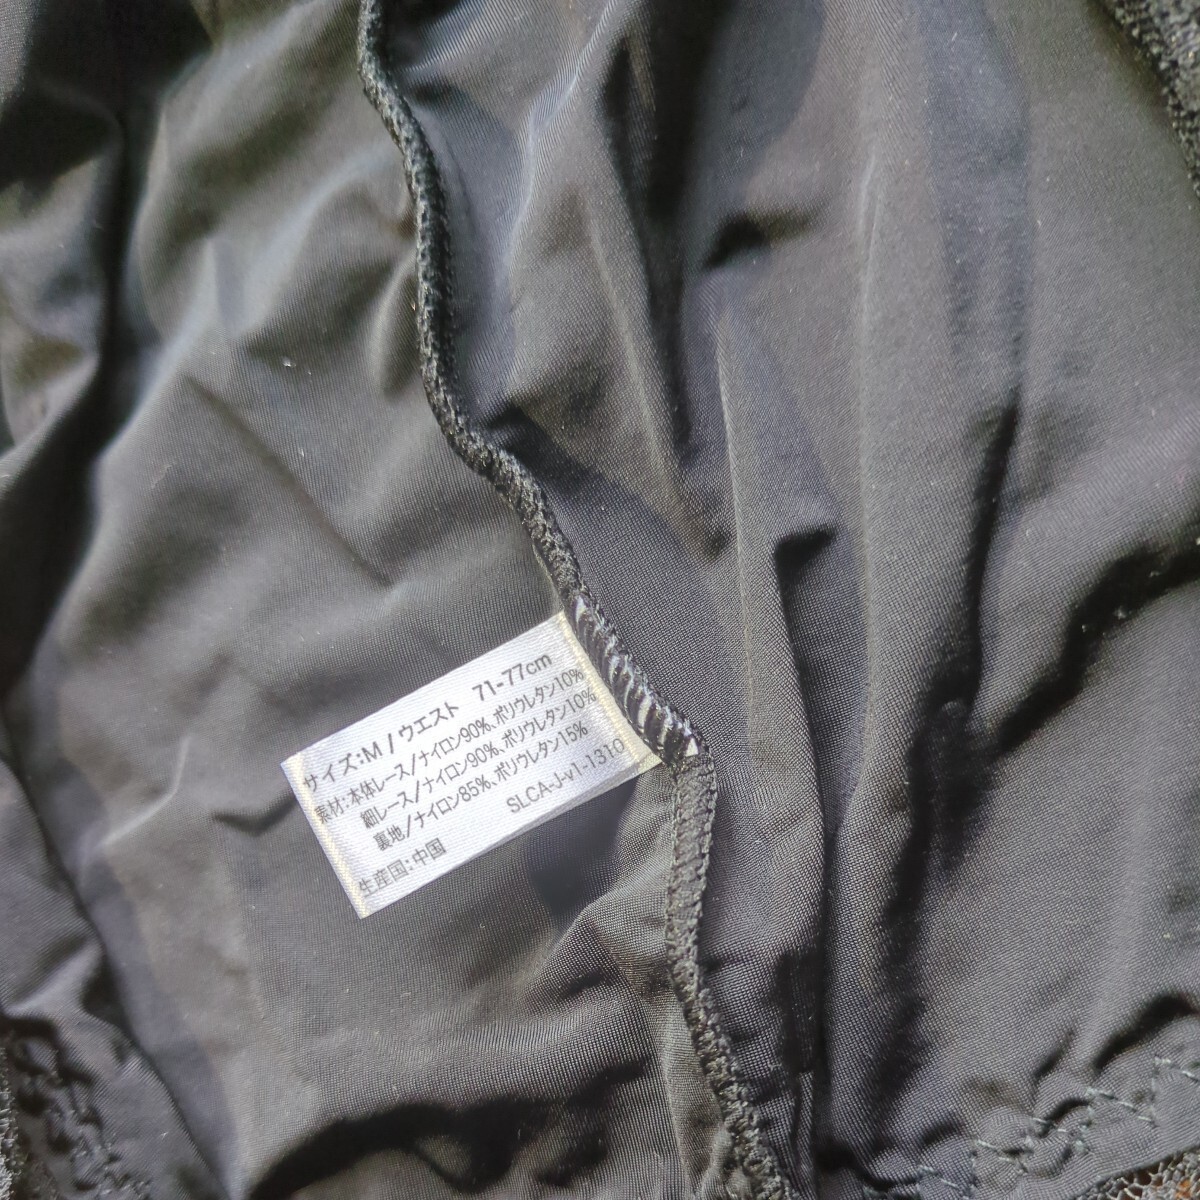 サイズ:M / ウエスト 71-77cm
素材:本体レース/ナイロン90%、ポリウレタン10%
細レース/ナイロン90%、ポリウレタン10%
裏地/ナイロン85%、ポリウレタン15%
SLCA-J-v1-1310
生産国:中国